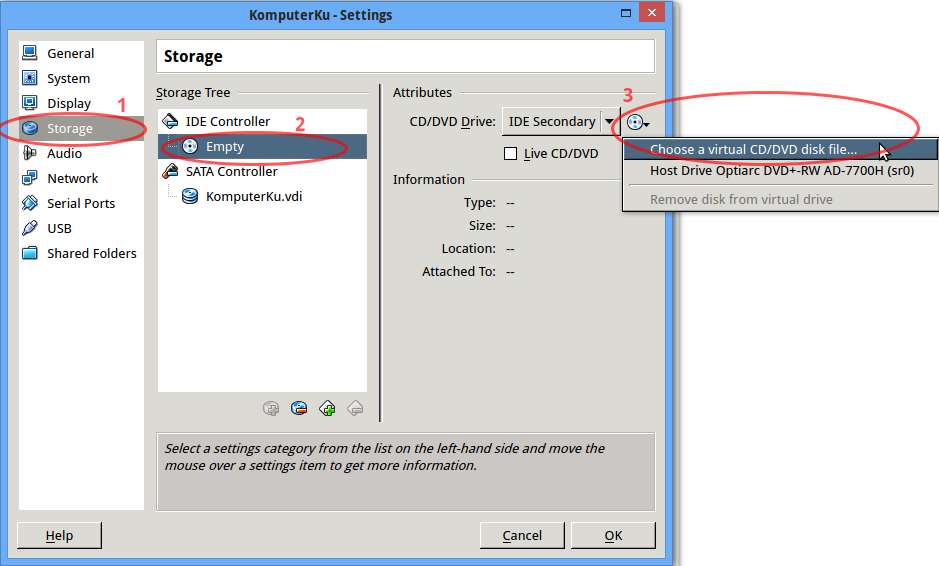 KomputerKu - Settings
General
System
Display
1
Storage
Audio
Network
Serial Ports
USB
Shared Folders
Storage
Storage Tree
IDE Controller
2
Empty
SATA Controller
KomputerKu.vdi
Attributes
3
CD/DVD Drive: IDE Secondary
Live CD/DVD
Choose a virtual CD/DVD disk file...
Host Drive Optiarc DVD+-RW AD-7700H (sr0)
Remove disk from virtual drive
Information
Type: --
Size: --
Location: --
Attached To: --
Select a settings category from the list on the left-hand side and move the
mouse over a settings item to get more information.
Help
Cancel
OK